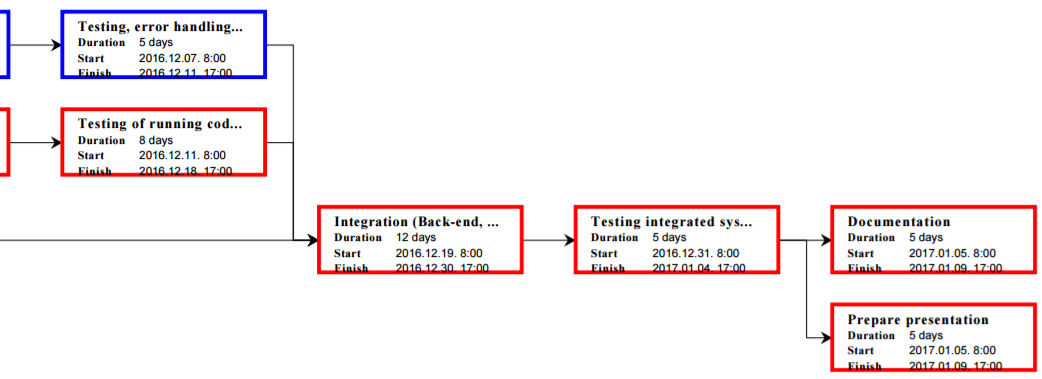 Testing, error handling...
Duration 5 days
Start 2016.12.07. 8:00
Finish 2016.12.11. 17:00
Testing of running cod...
Duration 8 days
Start 2016.12.11. 8:00
Finish 2016.12.18. 17:00
Integration (Back-end, ...
Duration 12 days
Start 2016.12.19. 8:00
Finish 2016.12.30. 17:00
Testing integrated sys...
Duration 5 days
Start 2016.12.31. 8:00
Finish 2017.01.04. 17:00
Documentation
Duration 5 days
Start 2017.01.05. 8:00
Finish 2017.01.09. 17:00
Prepare presentation
Duration 5 days
Start 2017.01.05. 8:00
Finish 2017.01.09. 17:00